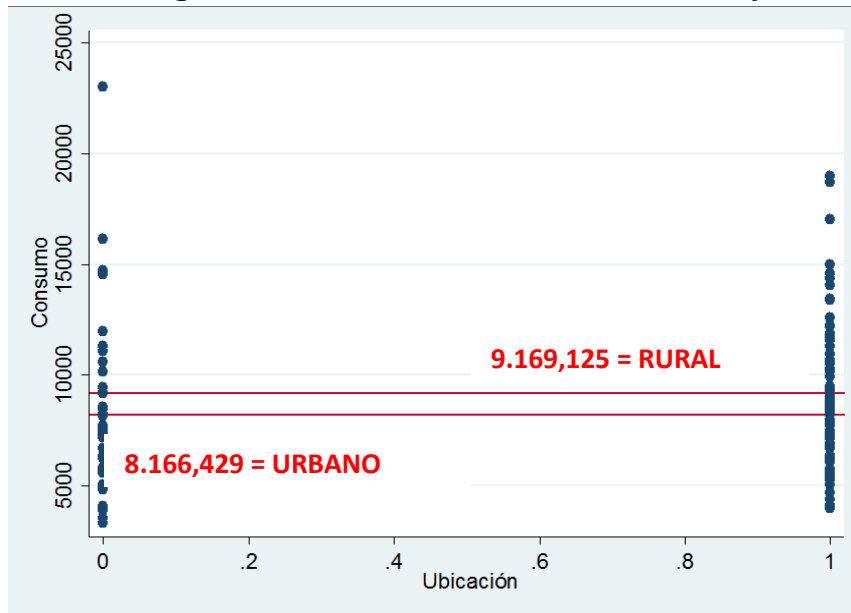 25000
20000
15000
10000
5000
Consumo
9.169,125 = RURAL
8.166,429 = URBANO
0
.2
.4
.6
.8
1
Ubicación